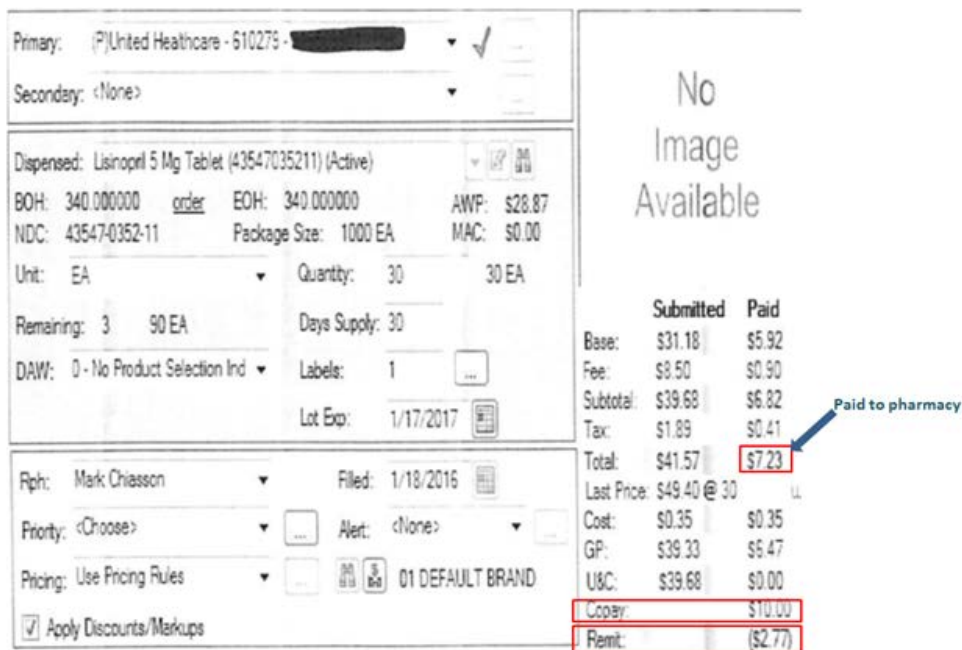 Primary: (P)United Healthcare - 610279 -
Secondary: <None>
Dispensed: Lisinopril 5 Mg Tablet (43547035211) (Active)
BOH: 340.000000 order EOH: 340.000000 AWP: $28.87
NDC: 43547-0352-11 Package Size: 1000 EA MAC: $0.00
Unit: EA Quantity: 30 30 EA
Remaining: 3 90 EA Days Supply: 30
DAW: 0 - No Product Selection Ind Labels: 1 ...
Lot Exp: 1/17/2017
Rph: Mark Chiasson Filled: 1/18/2016
Priority: <Choose> ... Alert: <None>
Pricing: Use Pricing Rules 01 DEFAULT BRAND
Apply Discounts/Markups
No
Image
Available
Submitted Paid
Base: $31.18 $5.92
Fee: $8.50 $0.90
Subtotal: $39.68 $6.82
Tax: $1.89 $0.41
Total: $41.57 $7.23
Last Price: $49.40 @ 30
Cost: $0.35 $0.35
GP: $39.33 $6.47
U&C: $39.68 $0.00
Copay: $10.00
Remit: ($2.77)
Paid to pharmacy